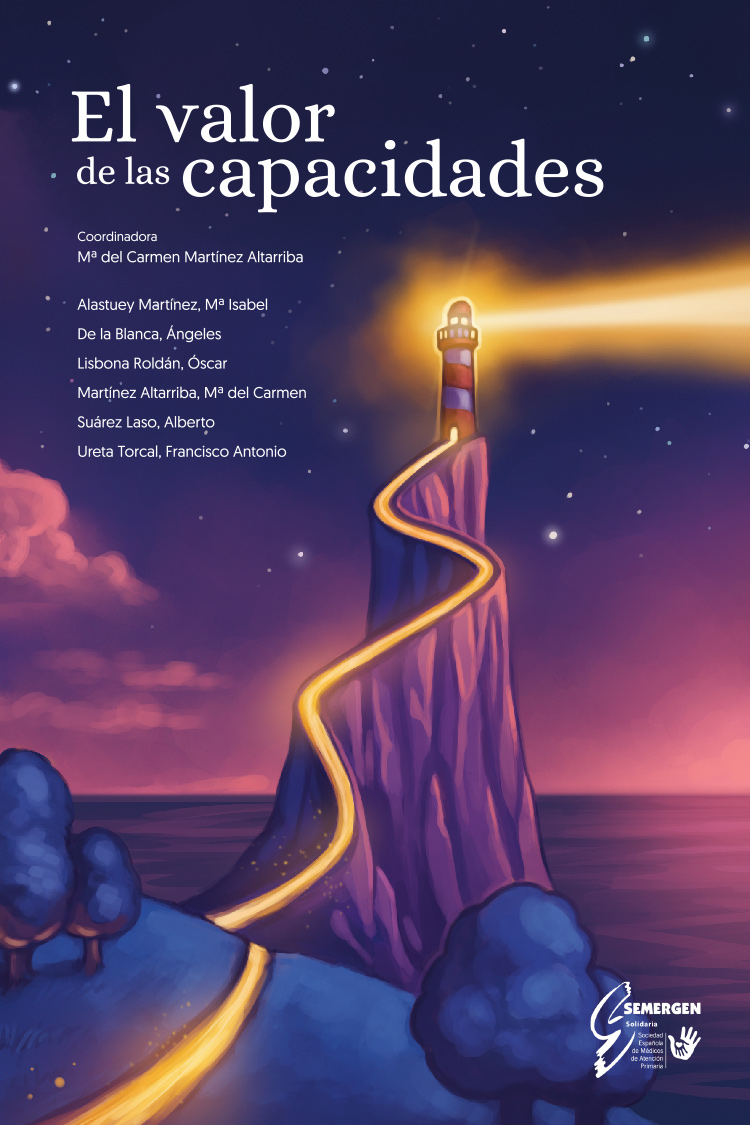 El valor
de las capacidades
Coordinadora
Mª del Carmen Martínez Altarriba
Alastuey Martínez, Mª Isabel
De la Blanca, Ángeles
Lisbona Roldán, Óscar
Martínez Altarriba, Mª del Carmen
Suárez Laso, Alberto
Ureta Torcal, Francisco Antonio
SEMERGEN
Solidaria
Sociedad
Española
de Médicos
de Atención
Primaria